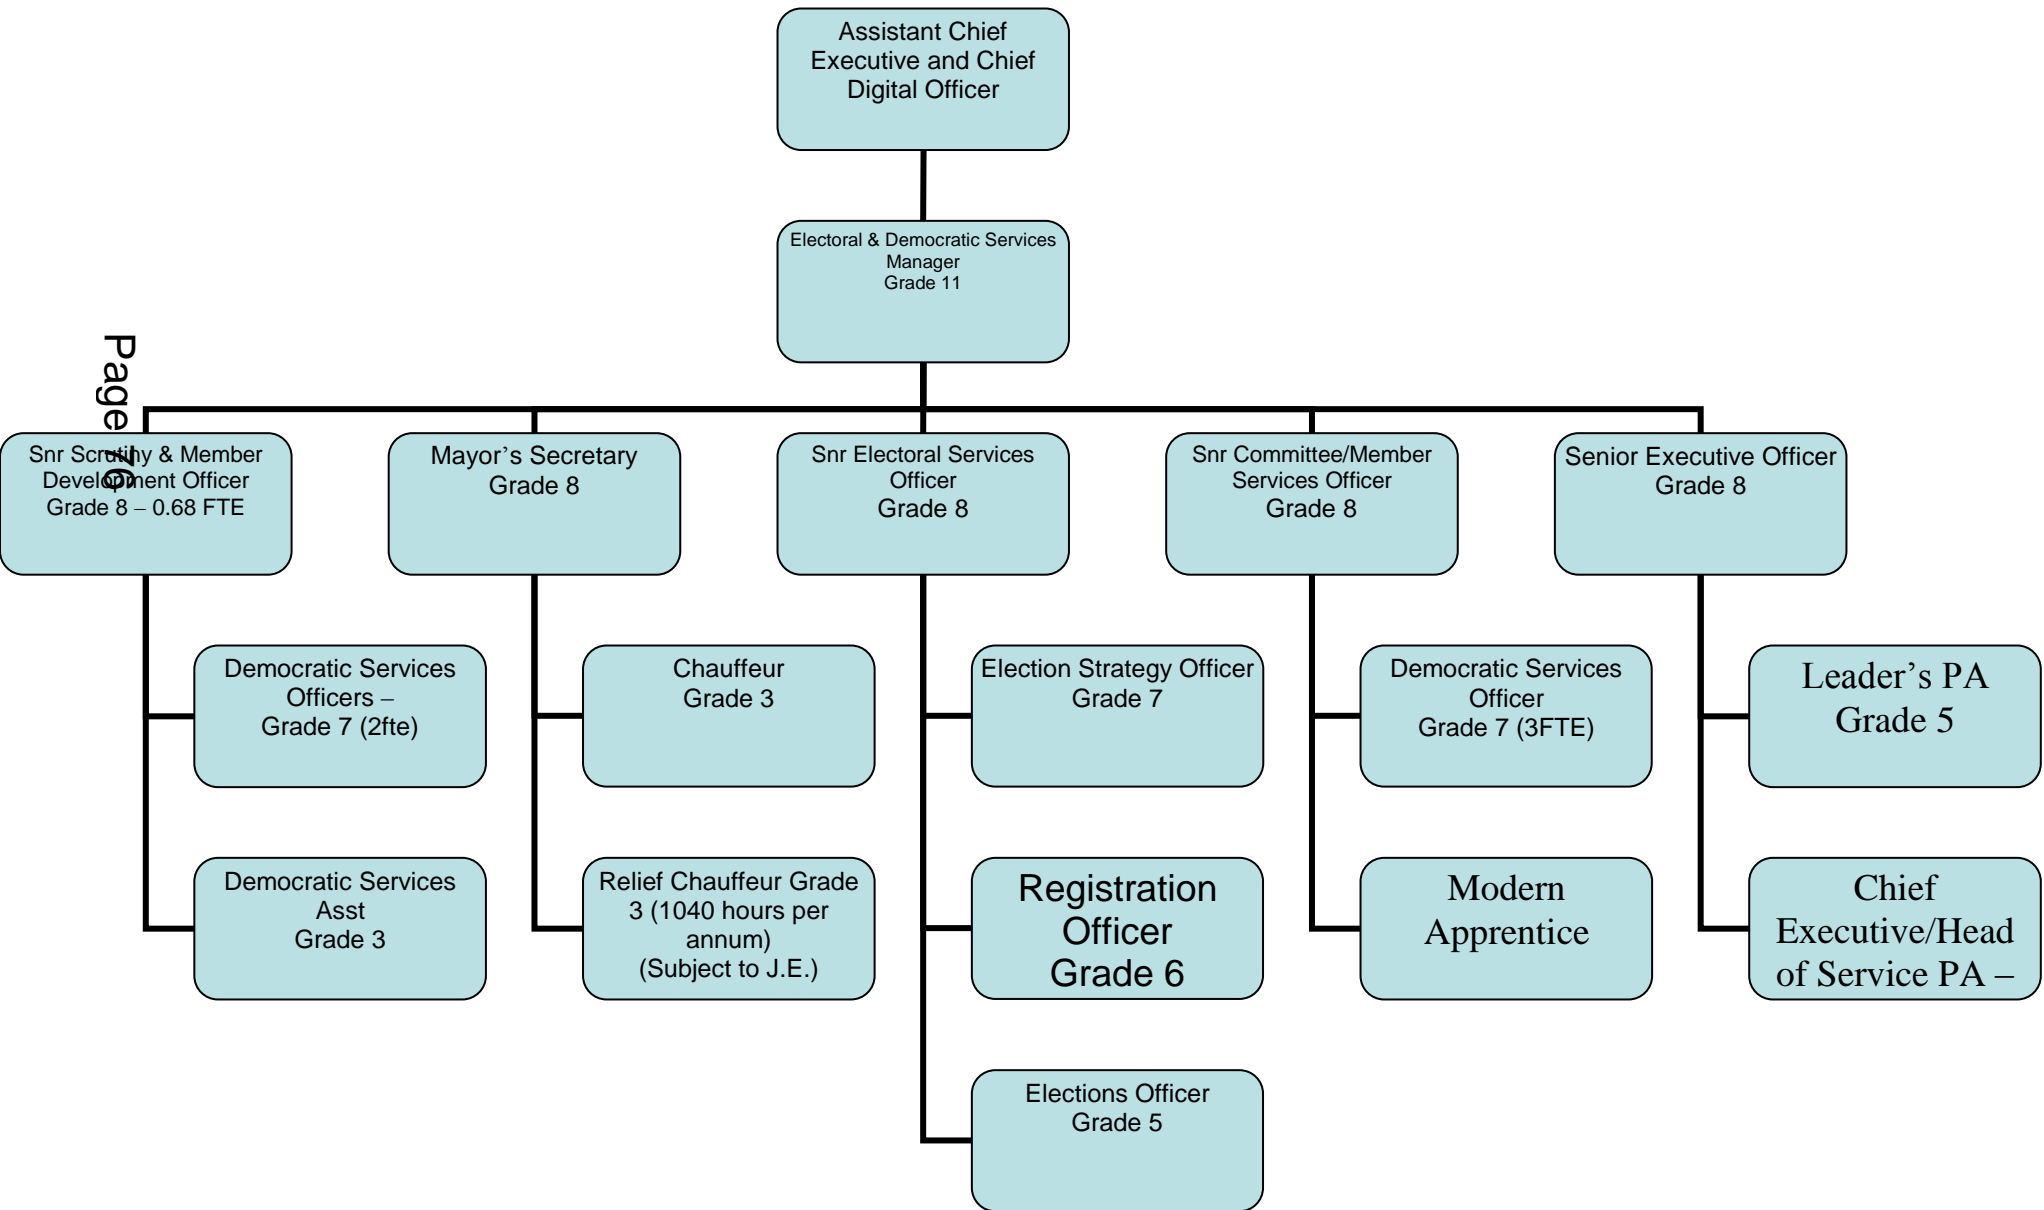 Assistant Chief
Executive and Chief
Digital Officer
Electoral & Democratic Services
Manager
Grade 11
Page 76
Snr Scrutiny & Member
Development Officer
Grade 8 – 0.68 FTE
Mayor’s Secretary
Grade 8
Snr Electoral Services
Officer
Grade 8
Snr Committee/Member
Services Officer
Grade 8
Senior Executive Officer
Grade 8
Democratic Services
Officers –
Grade 7 (2fte)
Chauffeur
Grade 3
Election Strategy Officer
Grade 7
Democratic Services
Officer
Grade 7 (3FTE)
Leader’s PA
Grade 5
Democratic Services
Asst
Grade 3
Relief Chauffeur Grade
3 (1040 hours per
annum)
(Subject to J.E.)
Registration
Officer
Grade 6
Modern
Apprentice
Chief
Executive/Head
of Service PA –
Elections Officer
Grade 5